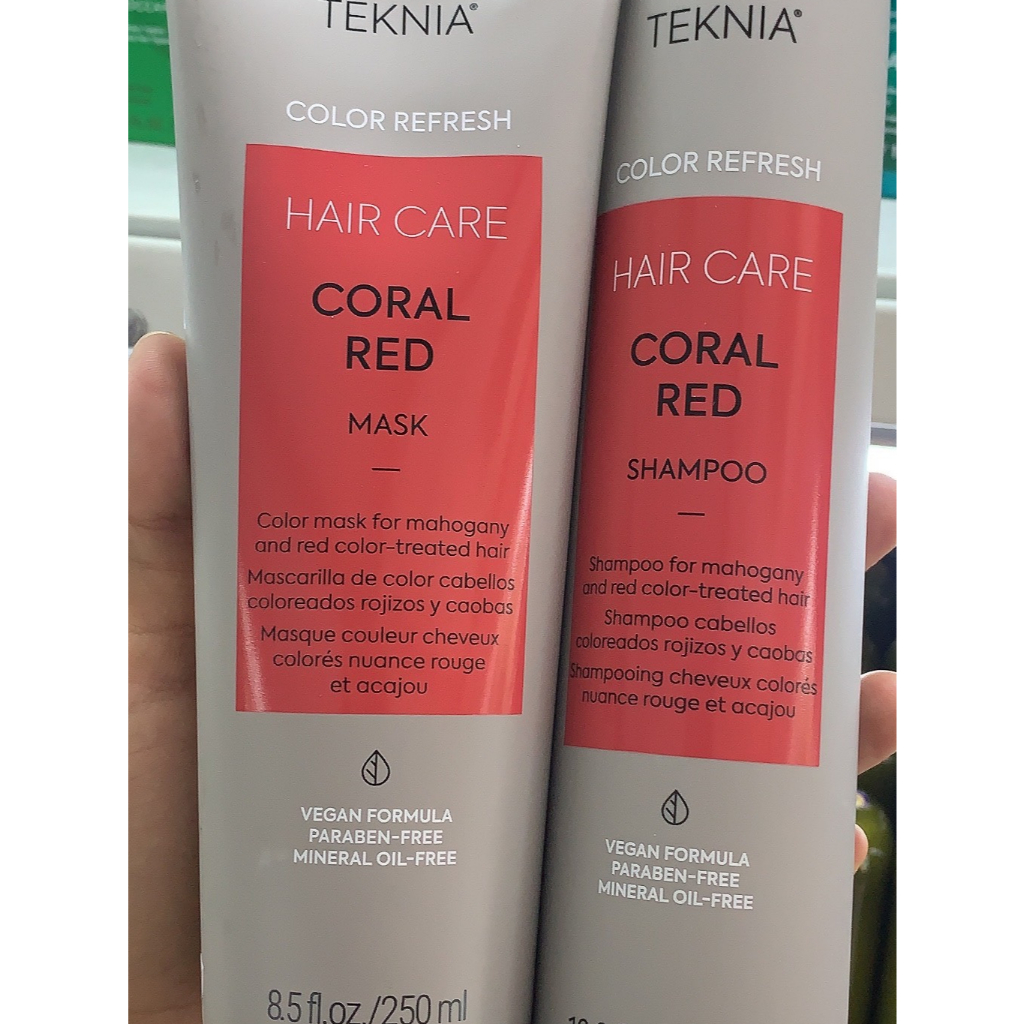 TEKNIA®
COLOR REFRESH
HAIR CARE
CORAL
RED
MASK
Color mask for mahogany
and red color-treated hair
Mascarilla de color cabellos
coloreados rojizos y caobas
Masque couleur cheveux
colorés nuance rouge
et acajou
VEGAN FORMULA
PARABEN-FREE
MINERAL OIL-FREE
8.5 fl.oz./250 ml
TEKNIA®
COLOR REFRESH
HAIR CARE
CORAL
RED
SHAMPOO
Shampoo for mahogany
and red color-treated hair
Shampoo cabellos
coloreados rojizos y caobas
Shampooing cheveux colorés
nuance rouge et acajou
VEGAN FORMULA
PARABEN-FREE
MINERAL OIL-FREE